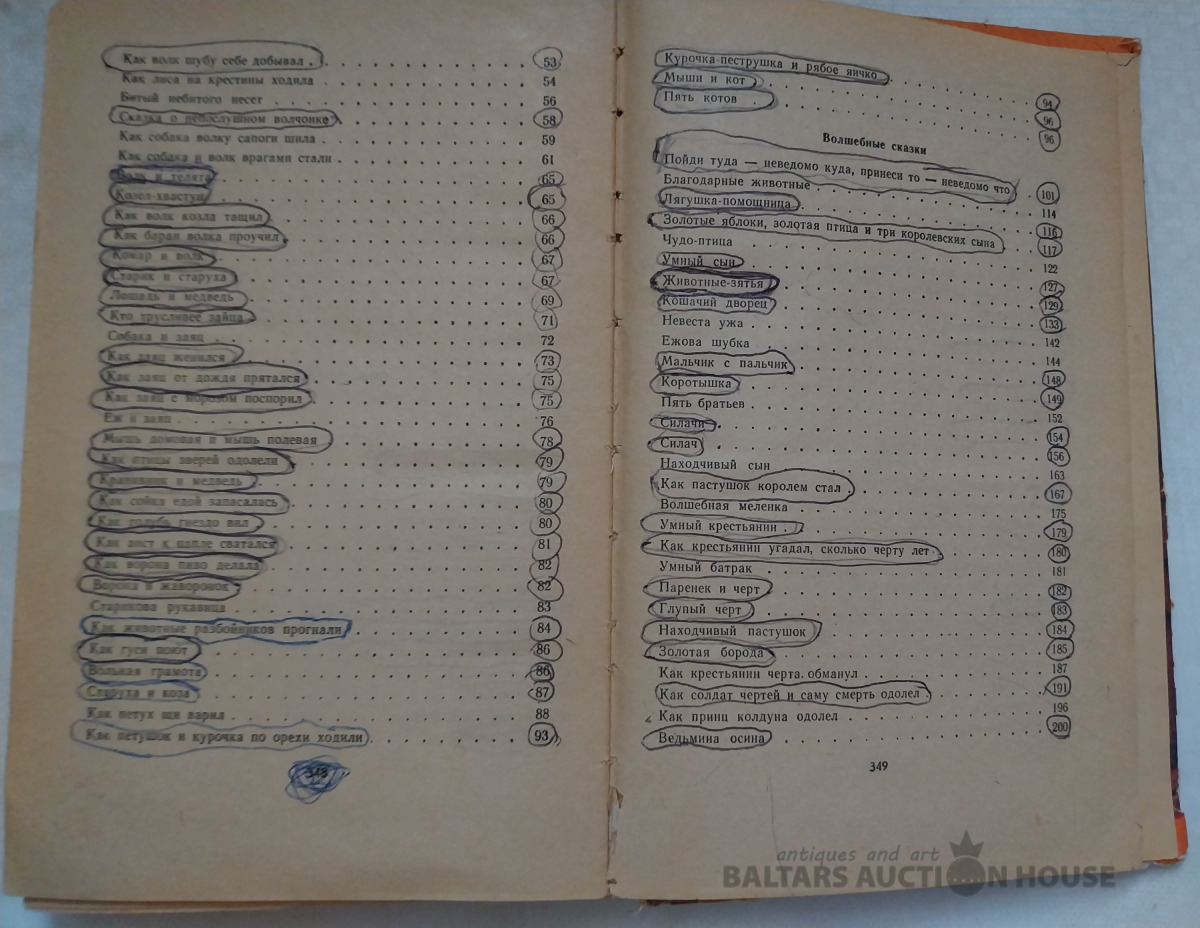 Как волк шубу себе добывал . . . . . . . . . . 53
Как лиса на крестины ходила . . . . . . . . . . 54
Битый небитого несет . . . . . . . . . . 56
Сказка о непослушном волчонке . . . . . . . . . . 58
Как собака волку сапоги шила . . . . . . . . . . 59
Как собака и волк врагами стали . . . . . . . . . . 61
Волк и телята . . . . . . . . . . 65
Козел-хвастун . . . . . . . . . . 65
Как волк козла тащил . . . . . . . . . . 66
Как баран волка проучил . . . . . . . . . . 66
Комар и волк . . . . . . . . . . 67
Старик и старуха . . . . . . . . . . 67
Лошадь и медведь . . . . . . . . . . 69
Кто трусливее зайца . . . . . . . . . . 71
Собака и заяц . . . . . . . . . . 72
Как заяц женился . . . . . . . . . . 73
Как заяц от дождя прятался . . . . . . . . . . 75
Как заяц с морозом поспорил . . . . . . . . . . 75
Еж и заяц . . . . . . . . . . 76
Мышь домовая и мышь полевая . . . . . . . . . . 78
Как птицы зверей одолели . . . . . . . . . . 79
Крапивник и медведь . . . . . . . . . . 79
Как сойка едой запасалась . . . . . . . . . . 80
Как голубь гнездо вил . . . . . . . . . . 80
Как аист к цапле сватался . . . . . . . . . . 81
Как ворона пиво делала . . . . . . . . . . 82
Ворона и жаворонок . . . . . . . . . . 82
Старикова рукавица . . . . . . . . . . 83
Как животные разбойников прогнали . . . . . . . . . . 84
Как гуси поют . . . . . . . . . . 86
Вольная грамота . . . . . . . . . . 86
Старуха и коза . . . . . . . . . . 87
Как петух щи варил . . . . . . . . . . 88
Как петушок и курочка по орехи ходили . . . . . . . . . . 93
348
Курочка-пеструшка и рябое яичко . . . . . . . . . . 94
Мыши и кот . . . . . . . . . . 96
Пять котов . . . . . . . . . . 96
Волшебные сказки
Пойди туда — неведомо куда, принеси то — неведомо что . 101
Благодарные животные . . . . . . . . . . 114
Лягушка-помощница . . . . . . . . . . 116
Золотые яблоки, золотая птица и три королевских сына . . 117
Чудо-птица . . . . . . . . . . 122
Умный сын . . . . . . . . . . 127
Животные-зятья . . . . . . . . . . 129
Кошачий дворец . . . . . . . . . . 133
Невеста ужа . . . . . . . . . . 142
Ежова шубка . . . . . . . . . . 144
Мальчик с пальчик . . . . . . . . . . 148
Коротышка . . . . . . . . . . 149
Пять братьев . . . . . . . . . . 152
Силачи . . . . . . . . . . 154
Силач . . . . . . . . . . 156
Находчивый сын . . . . . . . . . . 163
Как пастушок королем стал . . . . . . . . . . 167
Волшебная меленка . . . . . . . . . . 175
Умный крестьянин . . . . . . . . . . 179
Как крестьянин угадал, сколько черту лет . . . . . . . . . . 180
Умный батрак . . . . . . . . . . 181
Паренек и черт . . . . . . . . . . 182
Глупый черт . . . . . . . . . . 183
Находчивый пастушок . . . . . . . . . . 184
Золотая борода . . . . . . . . . . 185
Как крестьянин черта обманул . . . . . . . . . . 187
Как солдат чертей и саму смерть одолел . . . . . . . . . . 191
Как принц колдуна одолел . . . . . . . . . . 196
Ведьмина осина . . . . . . . . . . 200
349
antiques and art
BALTARS AUCTION HOUSE